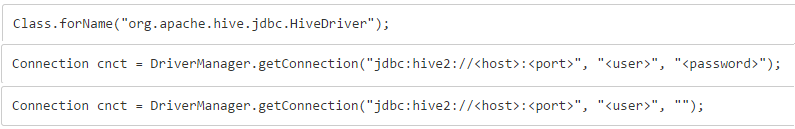 Class.forName("org.apache.hive.jdbc.HiveDriver");
Connection cnct = DriverManager.getConnection("jdbc:hive2://<host>:<port>", "<user>", "<password>");
Connection cnct = DriverManager.getConnection("jdbc:hive2://<host>:<port>", "<user>", "");